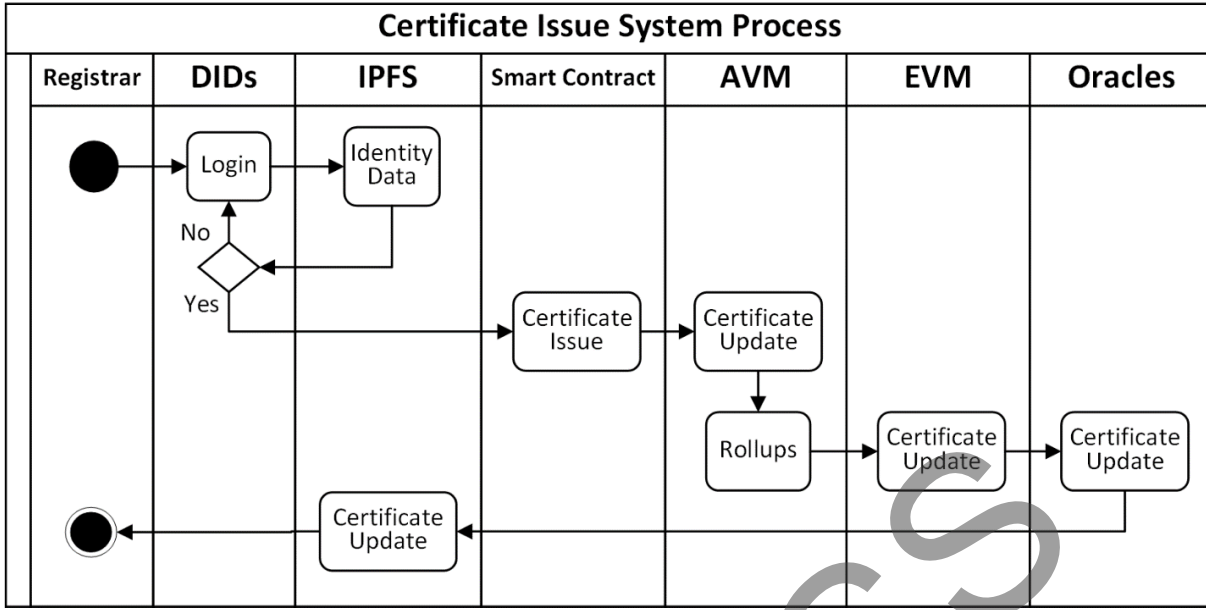 Certificate Issue System Process
Registrar
DIDs
IPFS
Smart Contract
AVM
EVM
Oracles
Login
Identity
Data
No
Yes
Certificate
Issue
Certificate
Update
Rollups
Certificate
Update
Certificate
Update
Certificate
Update